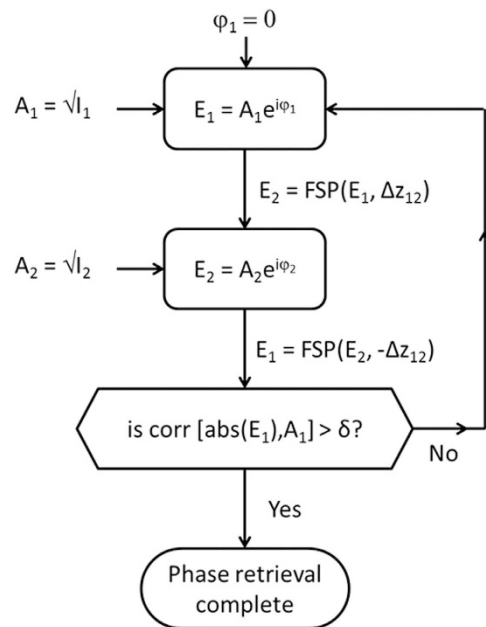 φ₁ = 0
A₁ = √I₁
E₁ = A₁e^{iφ₁}
E₂ = FSP(E₁, Δz₁₂)
A₂ = √I₂
E₂ = A₂e^{iφ₂}
E₁ = FSP(E₂, -Δz₁₂)
is corr [abs(E₁),A₁] > δ?
No
Yes
Phase retrieval
complete